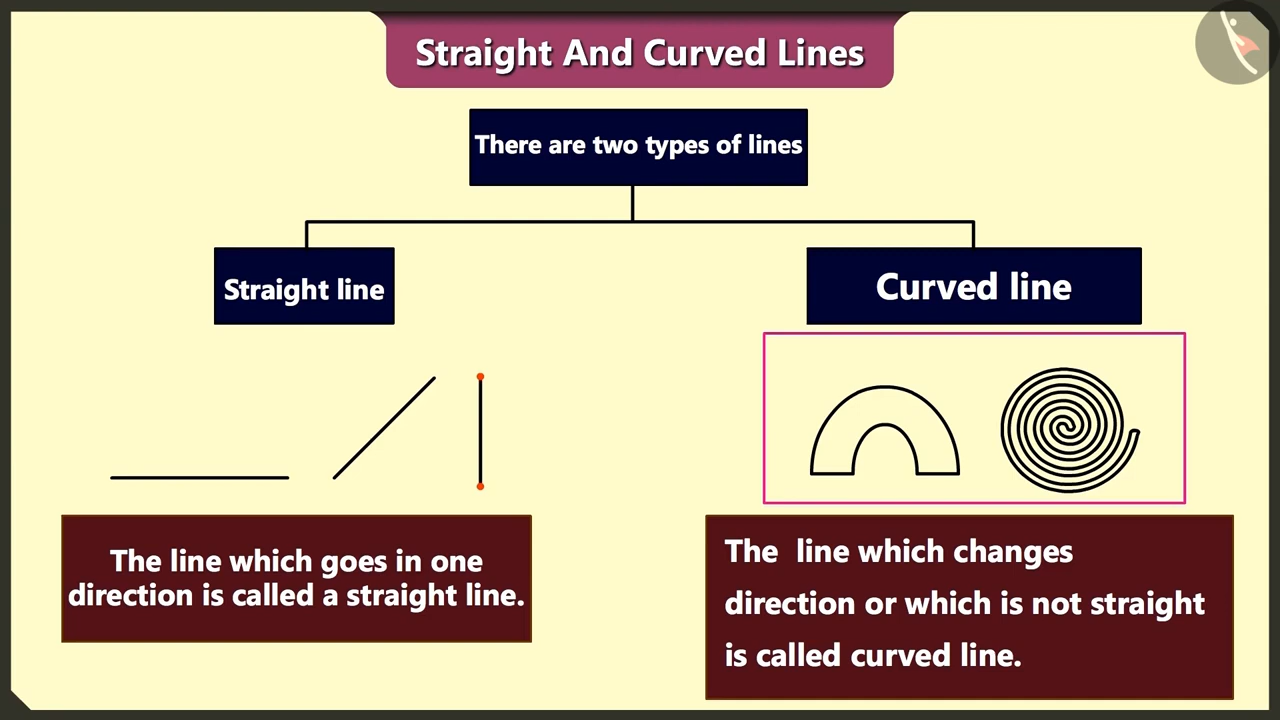 Straight And Curved Lines
There are two types of lines
Straight line
Curved line
The line which goes in one
direction is called a straight line.
The line which changes
direction or which is not straight
is called curved line.